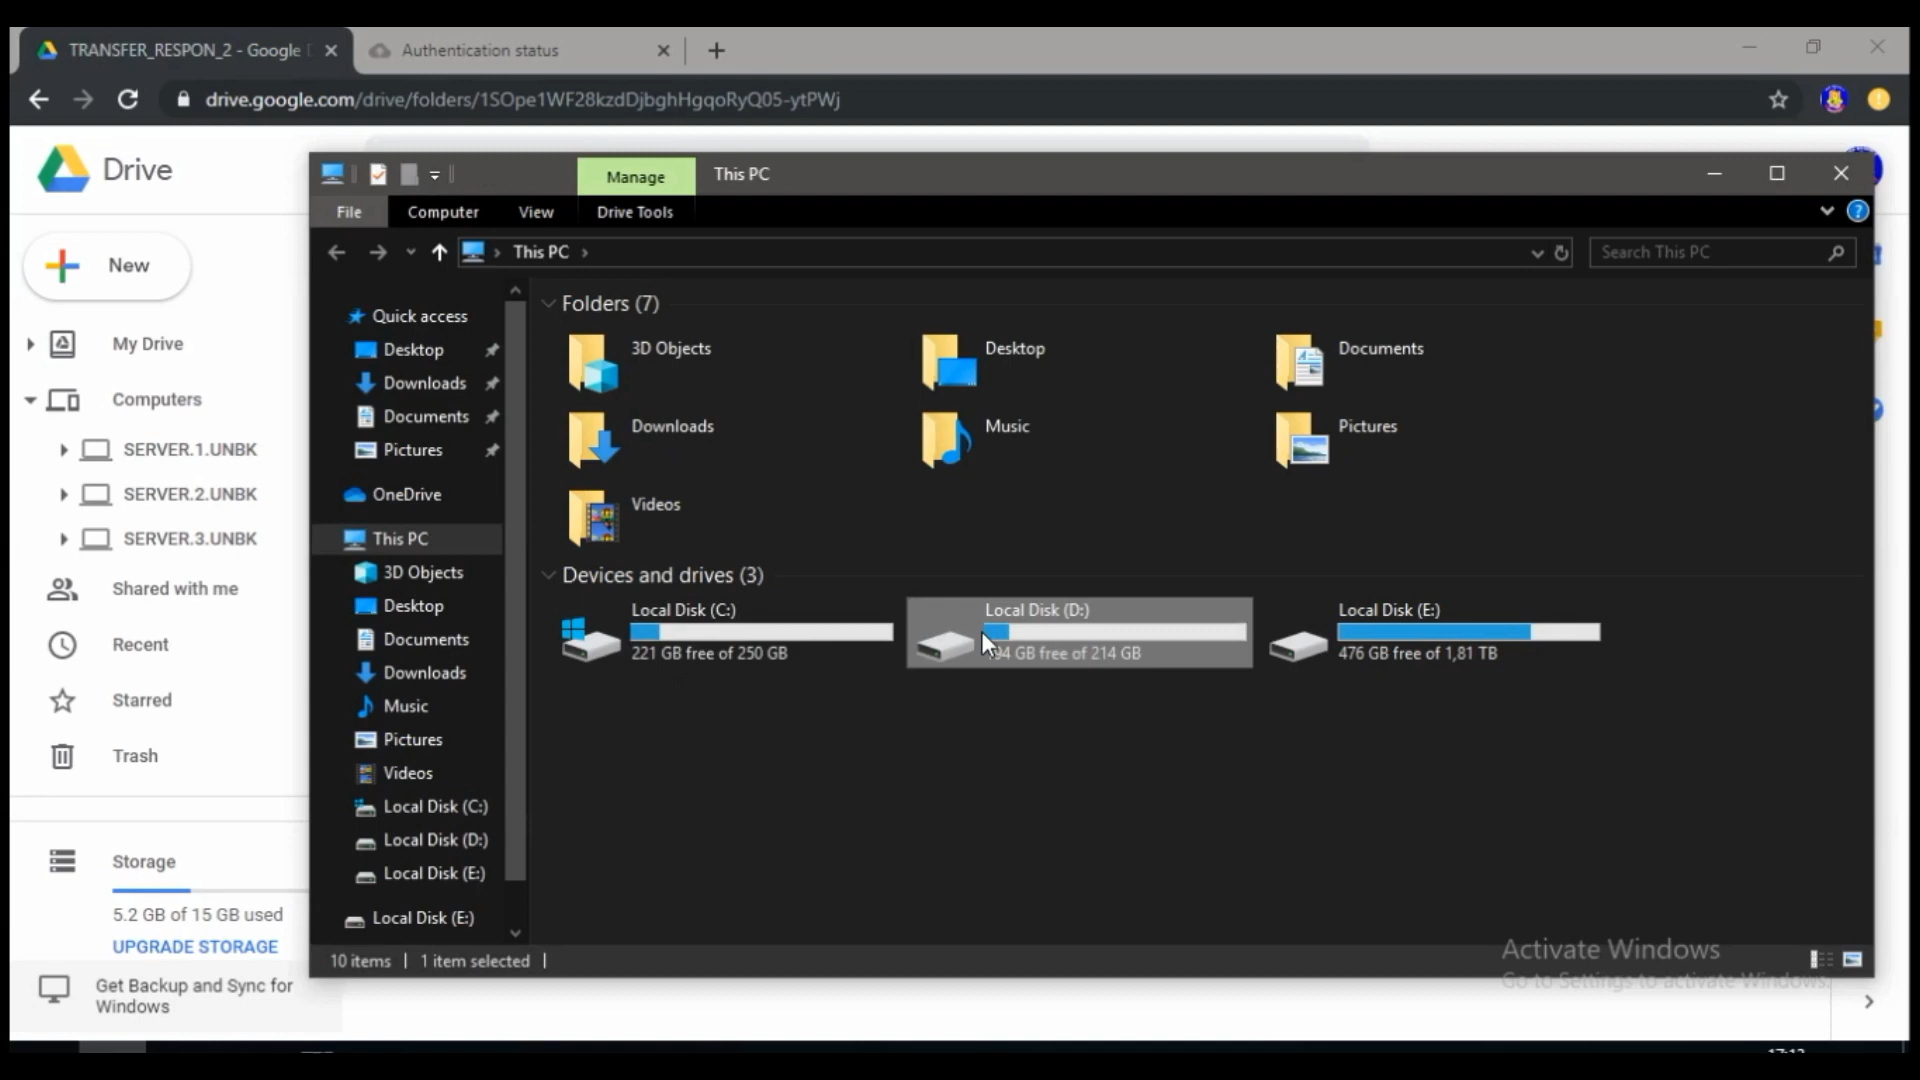 TRANSFER_RESPON_2 - Google
Authentication status
drive.google.com/drive/folders/1SOpe1WF28kzdDjbghHgqoRyQ05-ytPWj
Drive
New
My Drive
Computers
SERVER.1.UNBK
SERVER.2.UNBK
SERVER.3.UNBK
Shared with me
Recent
Starred
Trash
Storage
5.2 GB of 15 GB used
UPGRADE STORAGE
Get Backup and Sync for
Windows
Manage
This PC
File
Computer
View
Drive Tools
This PC
Search This PC
Quick access
Desktop
Downloads
Documents
Pictures
OneDrive
This PC
3D Objects
Desktop
Documents
Downloads
Music
Pictures
Videos
Local Disk (C:)
Local Disk (D:)
Local Disk (E:)
Local Disk (E:)
Folders (7)
3D Objects
Desktop
Documents
Downloads
Music
Pictures
Videos
Devices and drives (3)
Local Disk (C:)
221 GB free of 250 GB
Local Disk (D:)
GB free of 214 GB
Local Disk (E:)
476 GB free of 1,81 TB
10 items
1 item selected
Activate Windows
Go to Settings to activate Windows.